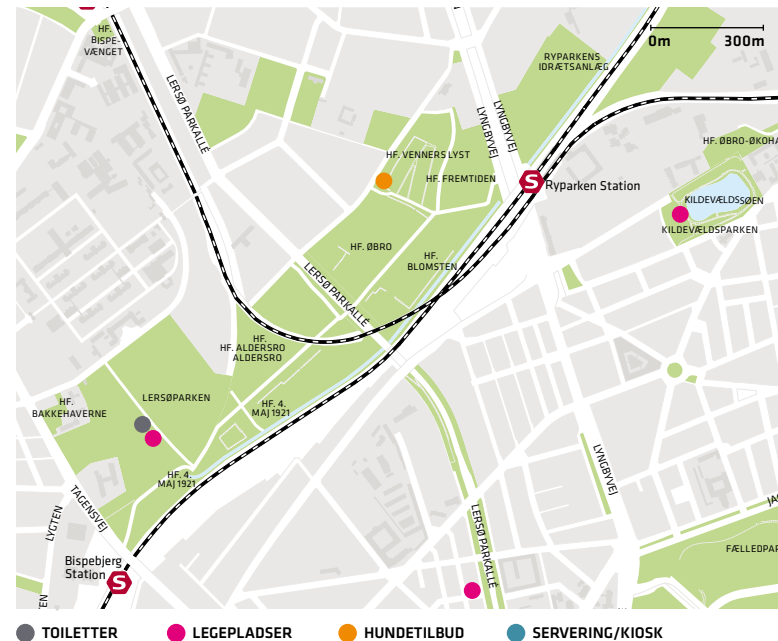 HF.
BISPE-
VÆNGET
LERSØ PARKALLÉ
LYNGBYVEJ
LYNGBYVEJ
RYPARKENS
IDRÆTSANLÆG
0m 300m
HF. VENNERS LYST
HF. FREMTIDEN
S
Ryparken Station
HF. ØBRO-ØKOHA
KILDEVÆLDSSØEN
KILDEVÆLDSPARKEN
HF. ØBRO
HF.
BLOMSTEN
LERSØ PARKALLÉ
HF.
HF. ALDERSRO
ALDERSRO
LERSØPARKEN
HF.
BAKKEHAVERNE
HF. 4.
MAJ 1921
HF. 4.
MAJ 1921
TAGENSVEJ
LYGTEN
Bispebjerg
Station
S
LERSØ PARKALLÉ
LYNGBYVEJ
FÆLLEDPAR
TOILETTER LEGEPLADSER HUNDETILBUD SERVERING/KIOSK